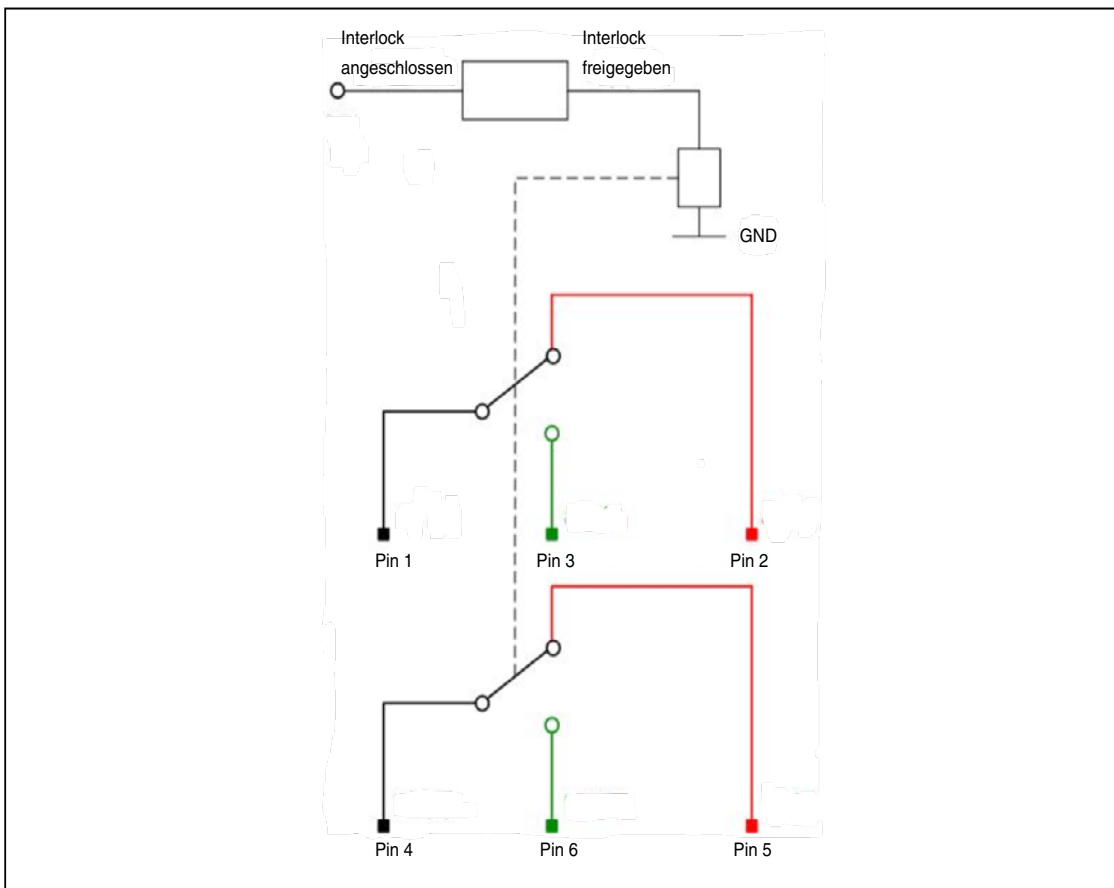 Interlock
angeschlossen
Interlock
freigegeben
GND
Pin 1
Pin 3
Pin 2
Pin 4
Pin 6
Pin 5